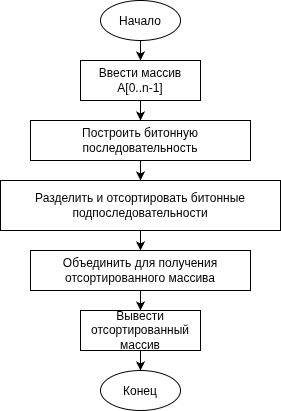 Начало
Ввести массив
A[0..n-1]
Построить битонную
последовательность
Разделить и отсортировать битонные
подпоследовательности
Объединить для получения
отсортированного массива
Вывести
отсортированный
массив
Конец